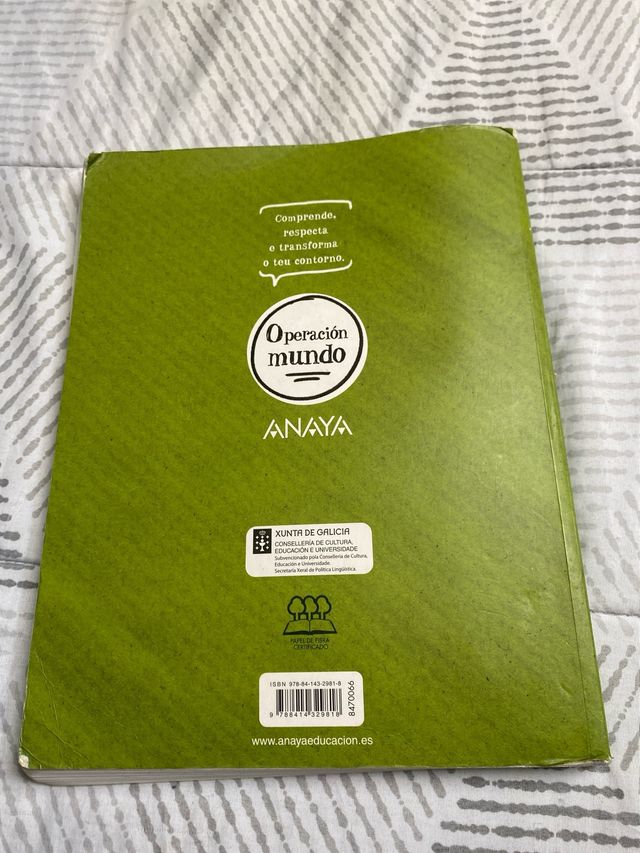 Comprende,
respecta
e transforma
o teu contorno.
Operación
mundo
ANAYA
XUNTA DE GALICIA
CONSELLERÍA DE CULTURA,
EDUCACIÓN E UNIVERSIDADE
Subvencionado pola Consellería de Cultura,
Educación e Universidade.
Secretaría Xeral de Política Lingüística.
PAPEL DE FIBRA
CERTIFICADO
ISBN 978-84-143-2981-8
9 788414 329818
8470066
www.anayaeducacion.es